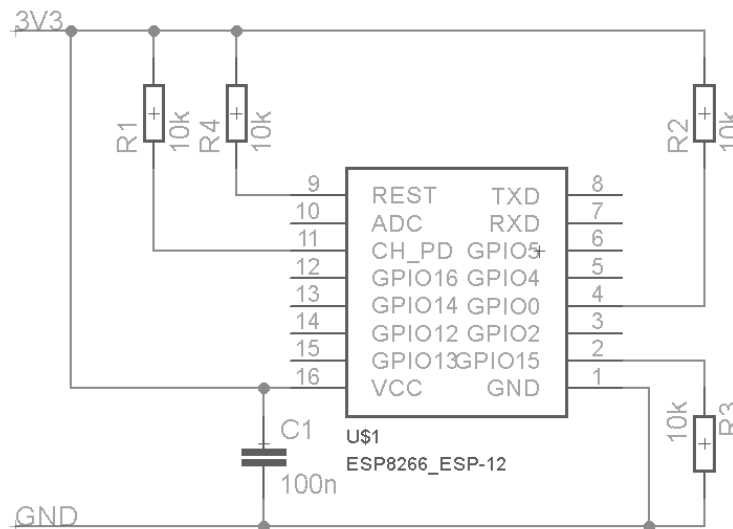 3V3
R1
10k
R4
10k
R2
10k
9 REST TXD 8
10 ADC RXD 7
11 CH_PD GPIO5 6
12 GPIO16 GPIO4 5
13 GPIO14 GPIO0 4
14 GPIO12 GPIO2 3
15 GPIO13 GPIO15 2
16 VCC GND 1
C1
100n
U$1
ESP8266_ESP-12
10k
R3
GND